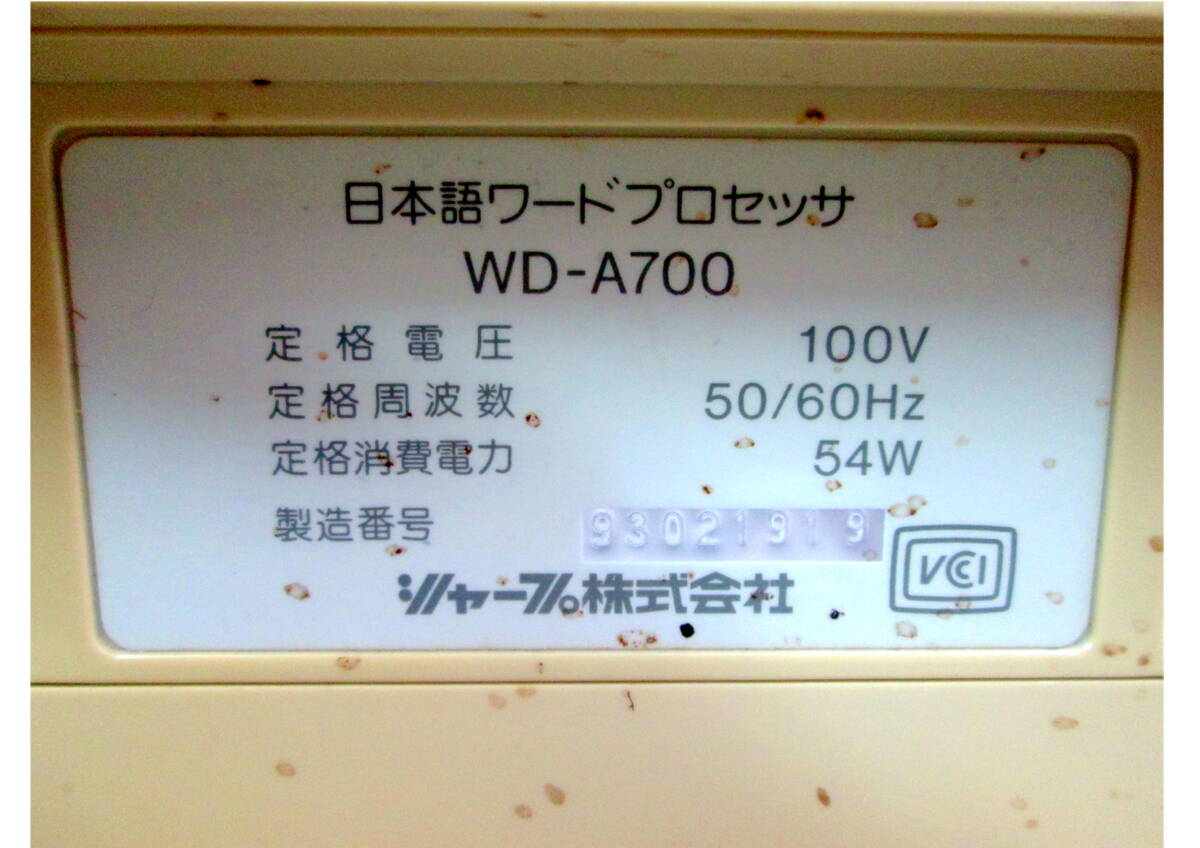 日本語ワードプロセッサ
WD-A700
定格電圧 100V
定格周波数 50/60Hz
定格消費電力 54W
製造番号 93021919
シャープ株式会社
VCCI